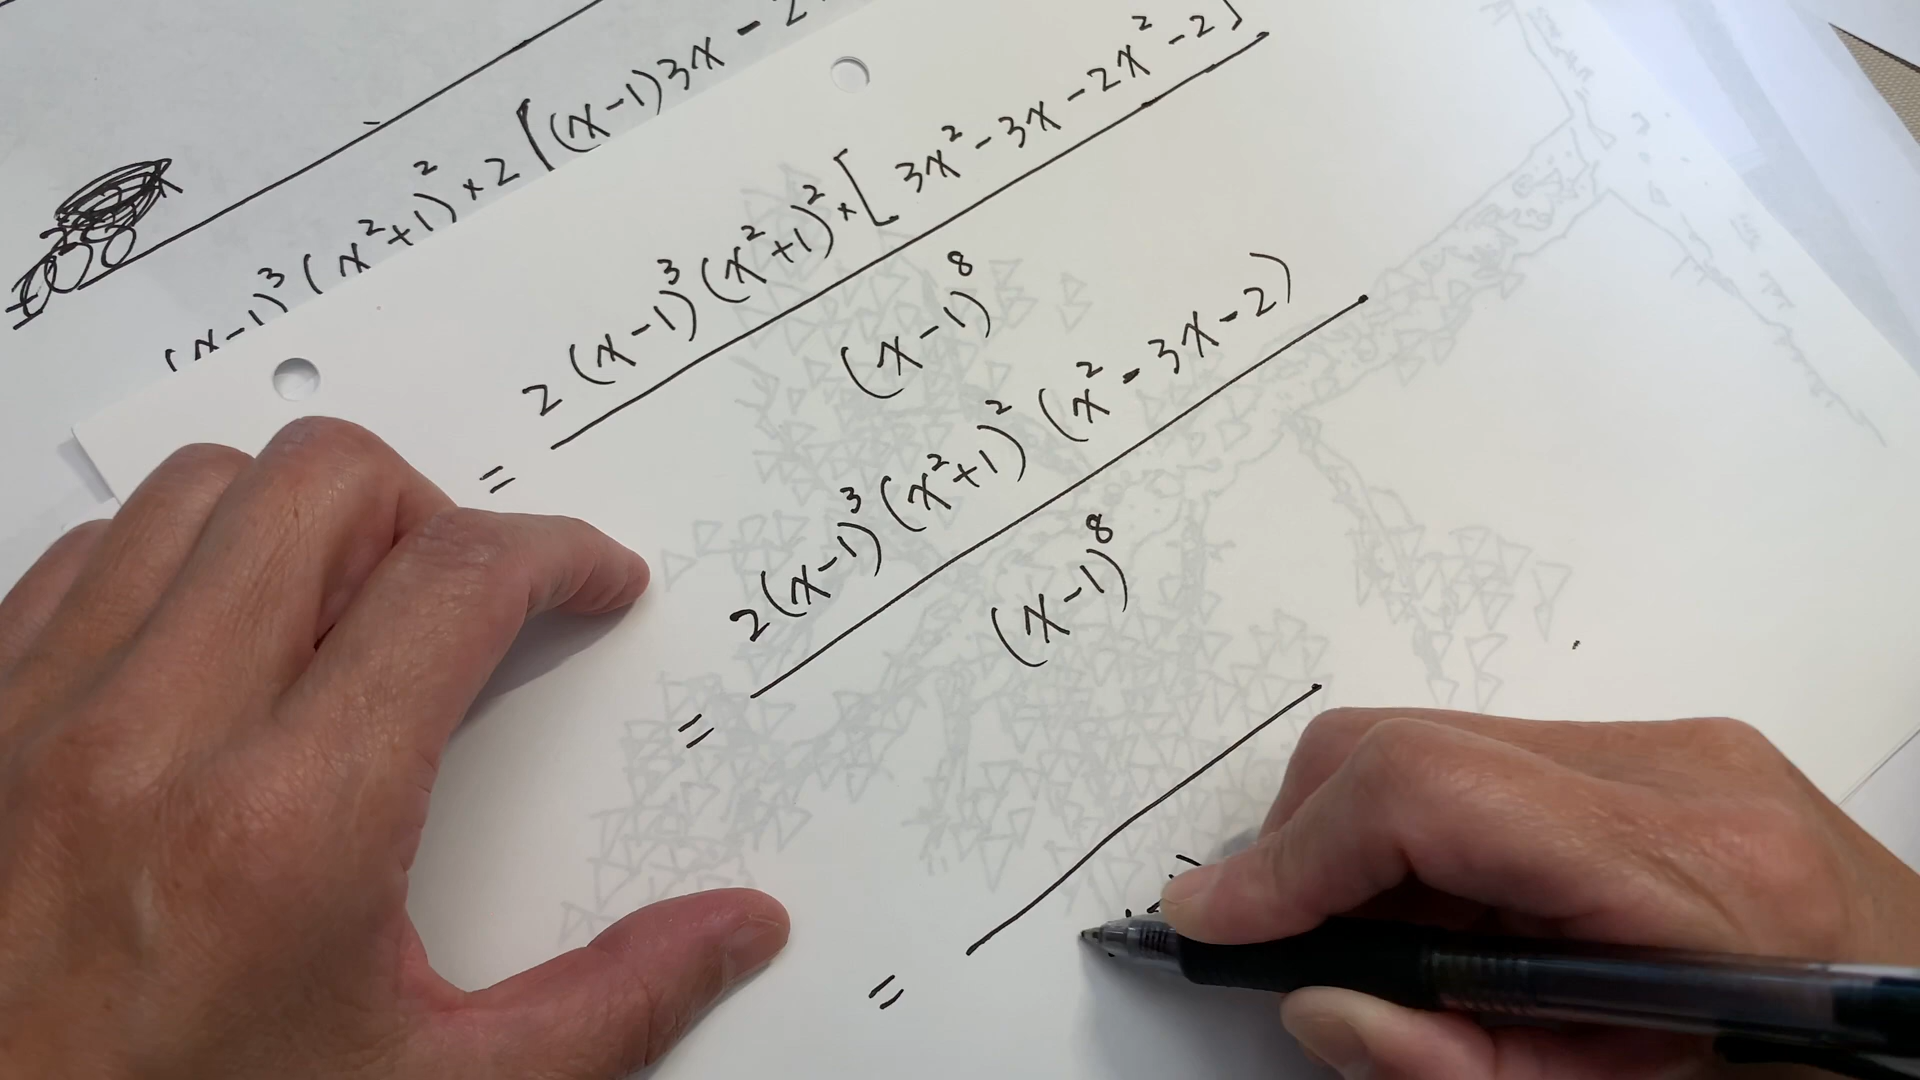 (x-1)³(x²+1)² × 2[(x-1)3x - 2
2(x-1)³(x²+1)² × [3x² - 3x - 2x² - 2]
(x-1)⁸
= 2(x-1)³(x²+1)²(x² - 3x - 2)
(x-1)⁸
=
=